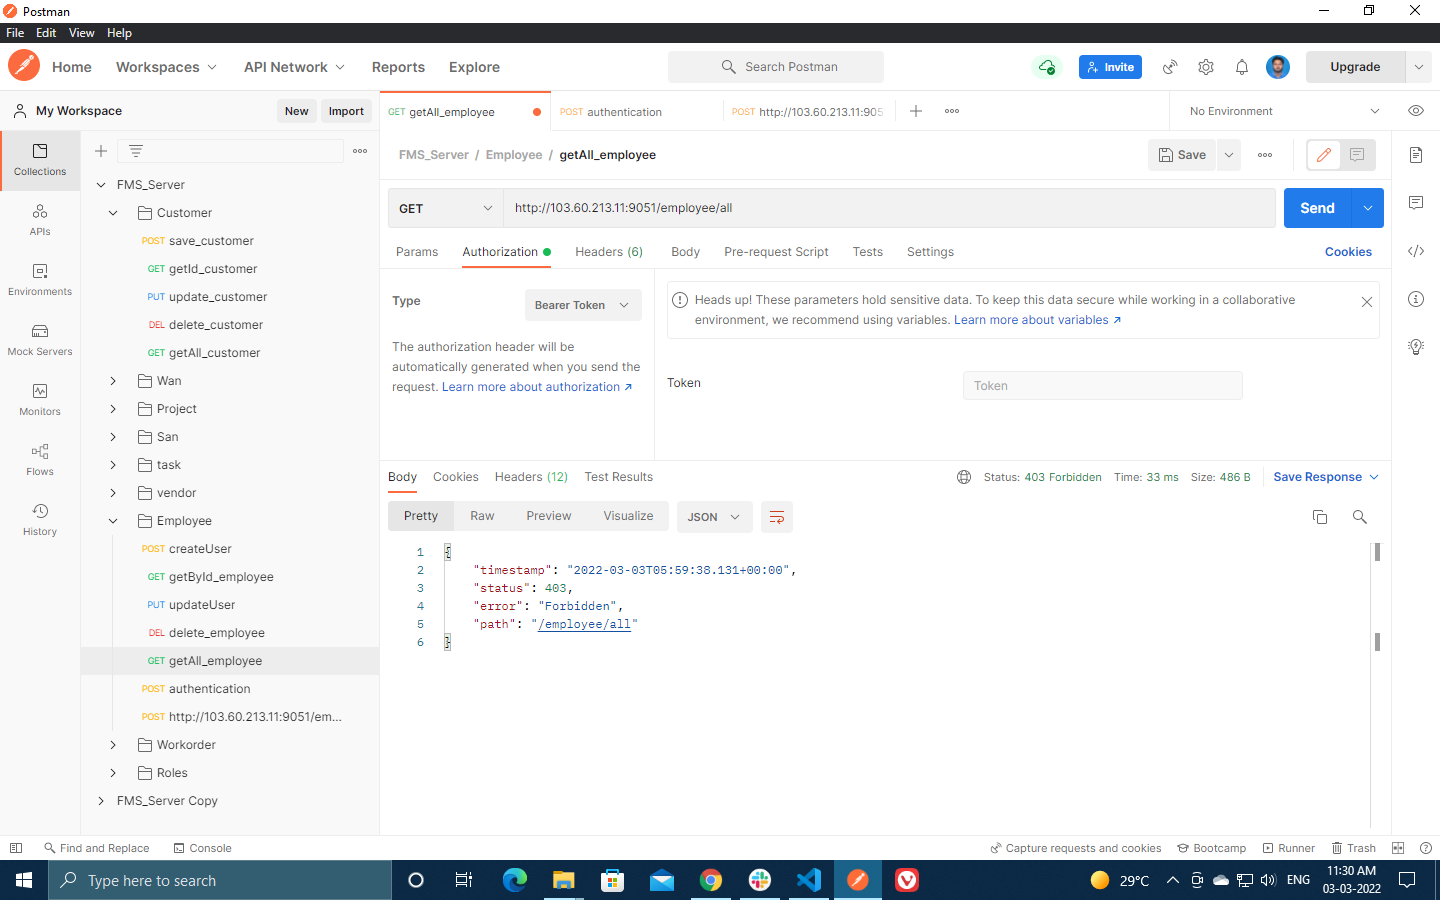 Postman
File Edit View Help
Home Workspaces API Network Reports Explore Search Postman Invite Upgrade
My Workspace New Import
GET getAll_employee POST authentication POST http://103.60.213.11:905 No Environment
Collections
APIs
Environments
Mock Servers
Monitors
Flows
History
FMS_Server
Customer
POST save_customer
GET getId_customer
PUT update_customer
DEL delete_customer
GET getAll_customer
Wan
Project
San
task
vendor
Employee
POST createUser
GET getById_employee
PUT updateUser
DEL delete_employee
GET getAll_employee
POST authentication
POST http://103.60.213.11:9051/em...
Workorder
Roles
FMS_Server Copy
FMS_Server / Employee / getAll_employee Save
GET http://103.60.213.11:9051/employee/all Send
Params Authorization Headers (6) Body Pre-request Script Tests Settings Cookies
Type Bearer Token
The authorization header will be
automatically generated when you send the
request. Learn more about authorization ↗
Heads up! These parameters hold sensitive data. To keep this data secure while working in a collaborative
environment, we recommend using variables. Learn more about variables ↗
Token Token
Body Cookies Headers (12) Test Results Status: 403 Forbidden Time: 33 ms Size: 486 B Save Response
Pretty Raw Preview Visualize JSON
1 {
2 "timestamp": "2022-03-03T05:59:38.131+00:00",
3 "status": 403,
4 "error": "Forbidden",
5 "path": "/employee/all"
6 }
Find and Replace Console Capture requests and cookies Bootcamp Runner Trash
Type here to search 29°C ENG 11:30 AM
03-03-2022